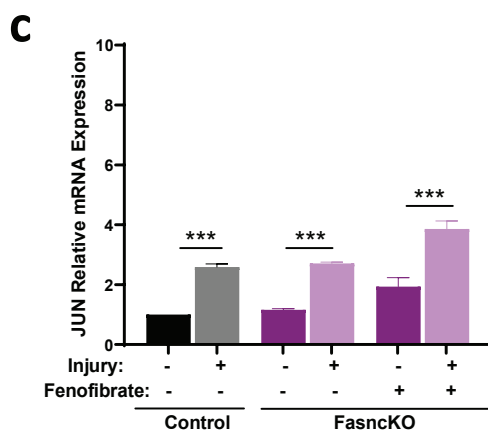 c
JUN Relative mRNA Expression
10
8
6
4
2
0
*** *** ***
Injury: - + - + - +
Fenofibrate: - - - - + +
Control FasncKO